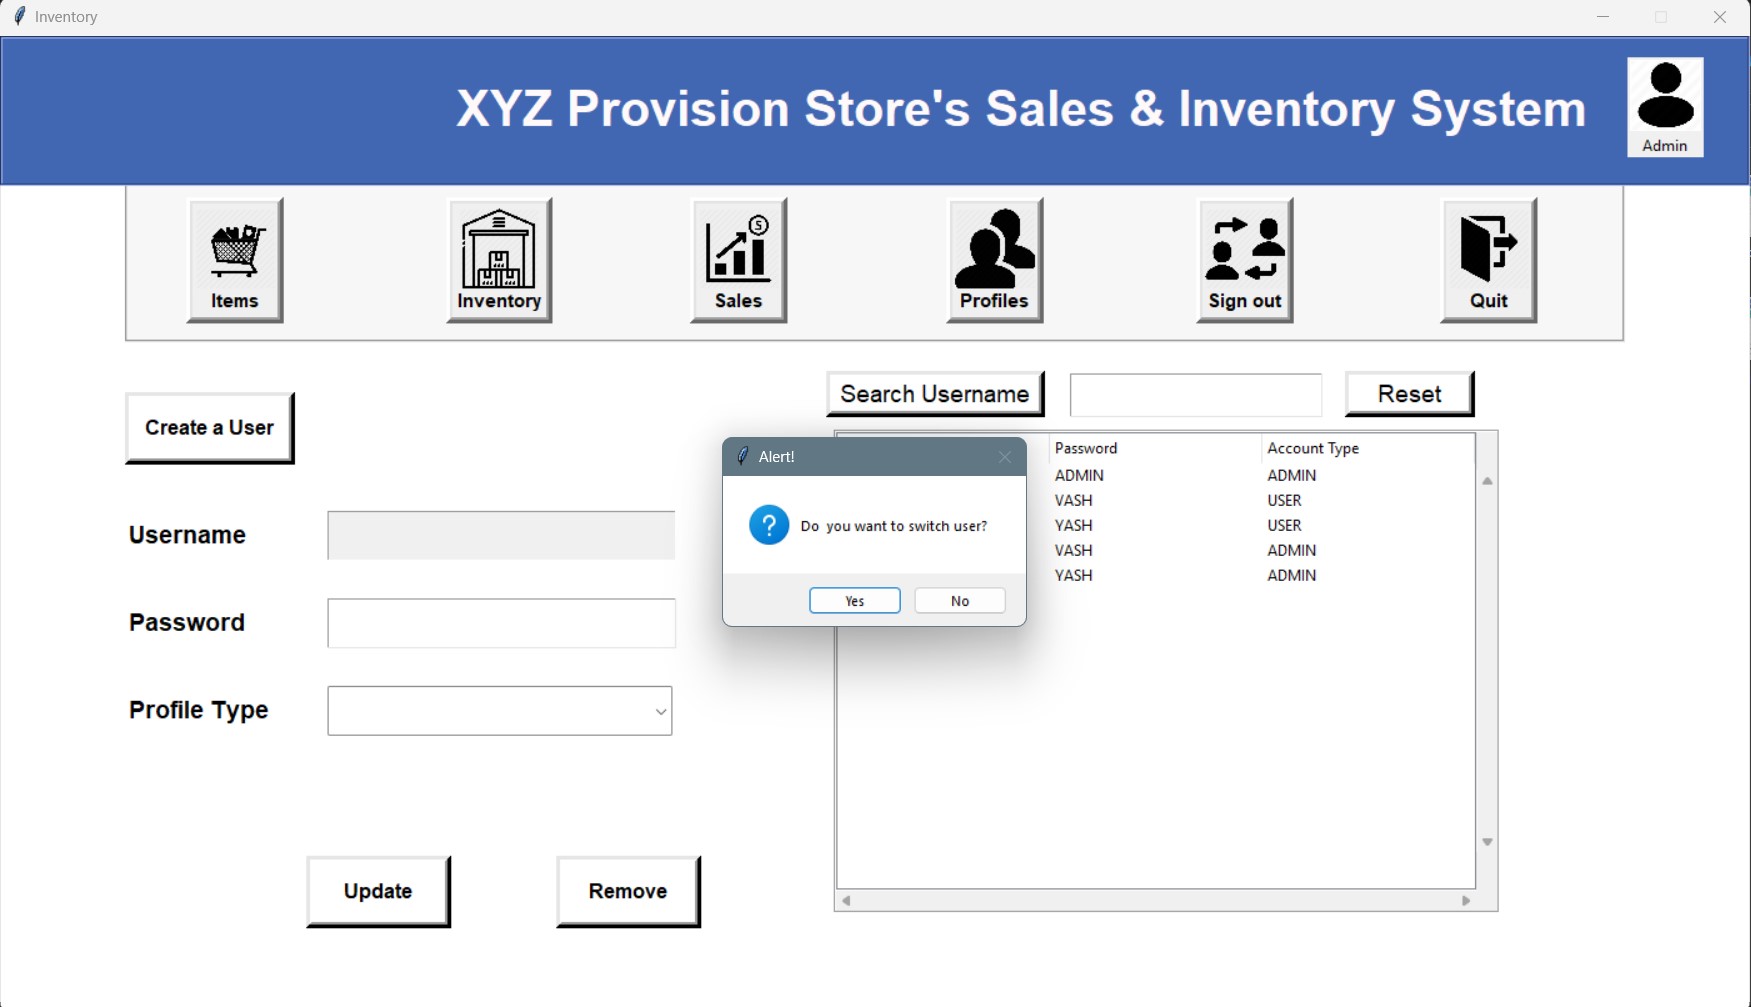 Inventory
XYZ Provision Store's Sales & Inventory System
Admin
Items
Inventory
Sales
Profiles
Sign out
Quit
Create a User
Search Username
Reset
Username
Password
Profile Type
Update
Remove
Password Account Type
ADMIN ADMIN
VASH USER
YASH USER
VASH ADMIN
YASH ADMIN
Alert!
Do  you want to switch user?
Yes
No